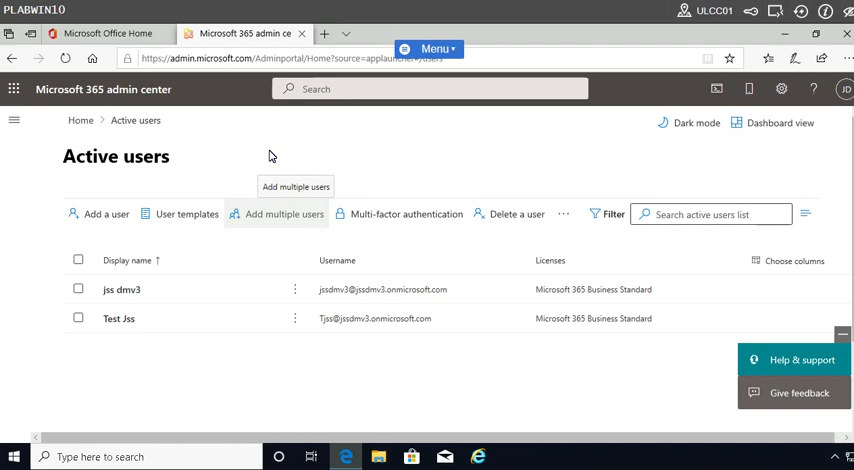 PLABWIN10
ULCC01
Microsoft Office Home
Microsoft 365 admin ce
Menu
https://admin.microsoft.com/Adminportal/Home?source=applauncher#/users
Microsoft 365 admin center
Search
JD
Home > Active users
Dark mode
Dashboard view
Active users
Add multiple users
Add a user
User templates
Add multiple users
Multi-factor authentication
Delete a user
Filter
Search active users list
Display name ↑
Username
Licenses
Choose columns
jss dmv3
jssdmv3@jssdmv3.onmicrosoft.com
Microsoft 365 Business Standard
Test Jss
Tjss@jssdmv3.onmicrosoft.com
Microsoft 365 Business Standard
Help & support
Give feedback
Type here to search